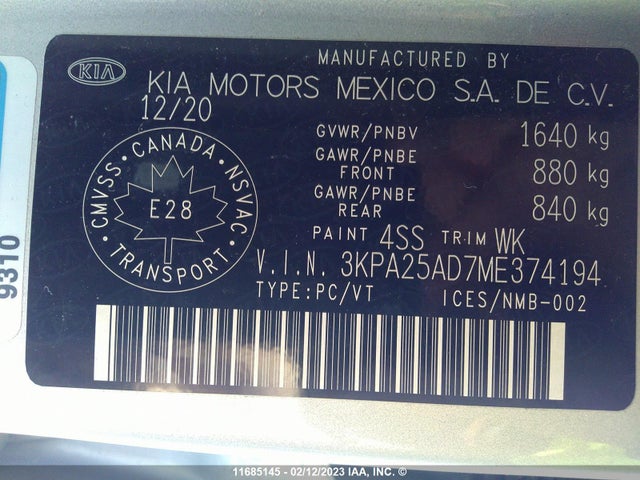 MANUFACTURED BY
KIA
KIA MOTORS MEXICO S.A. DE C.V.
12/20
GVWR/PNBV 1640 kg
GAWR/PNBE FRONT 880 kg
GAWR/PNBE REAR 840 kg
CMVSS · CANADA · NSVAC · TRANSPORT ·
E28
PAINT 4SS TRIM WK
V.I.N. 3KPA25AD7ME374194
TYPE:PC/VT ICES/NMB-002
9310
11685145 - 02/12/2023 IAA, INC. ©